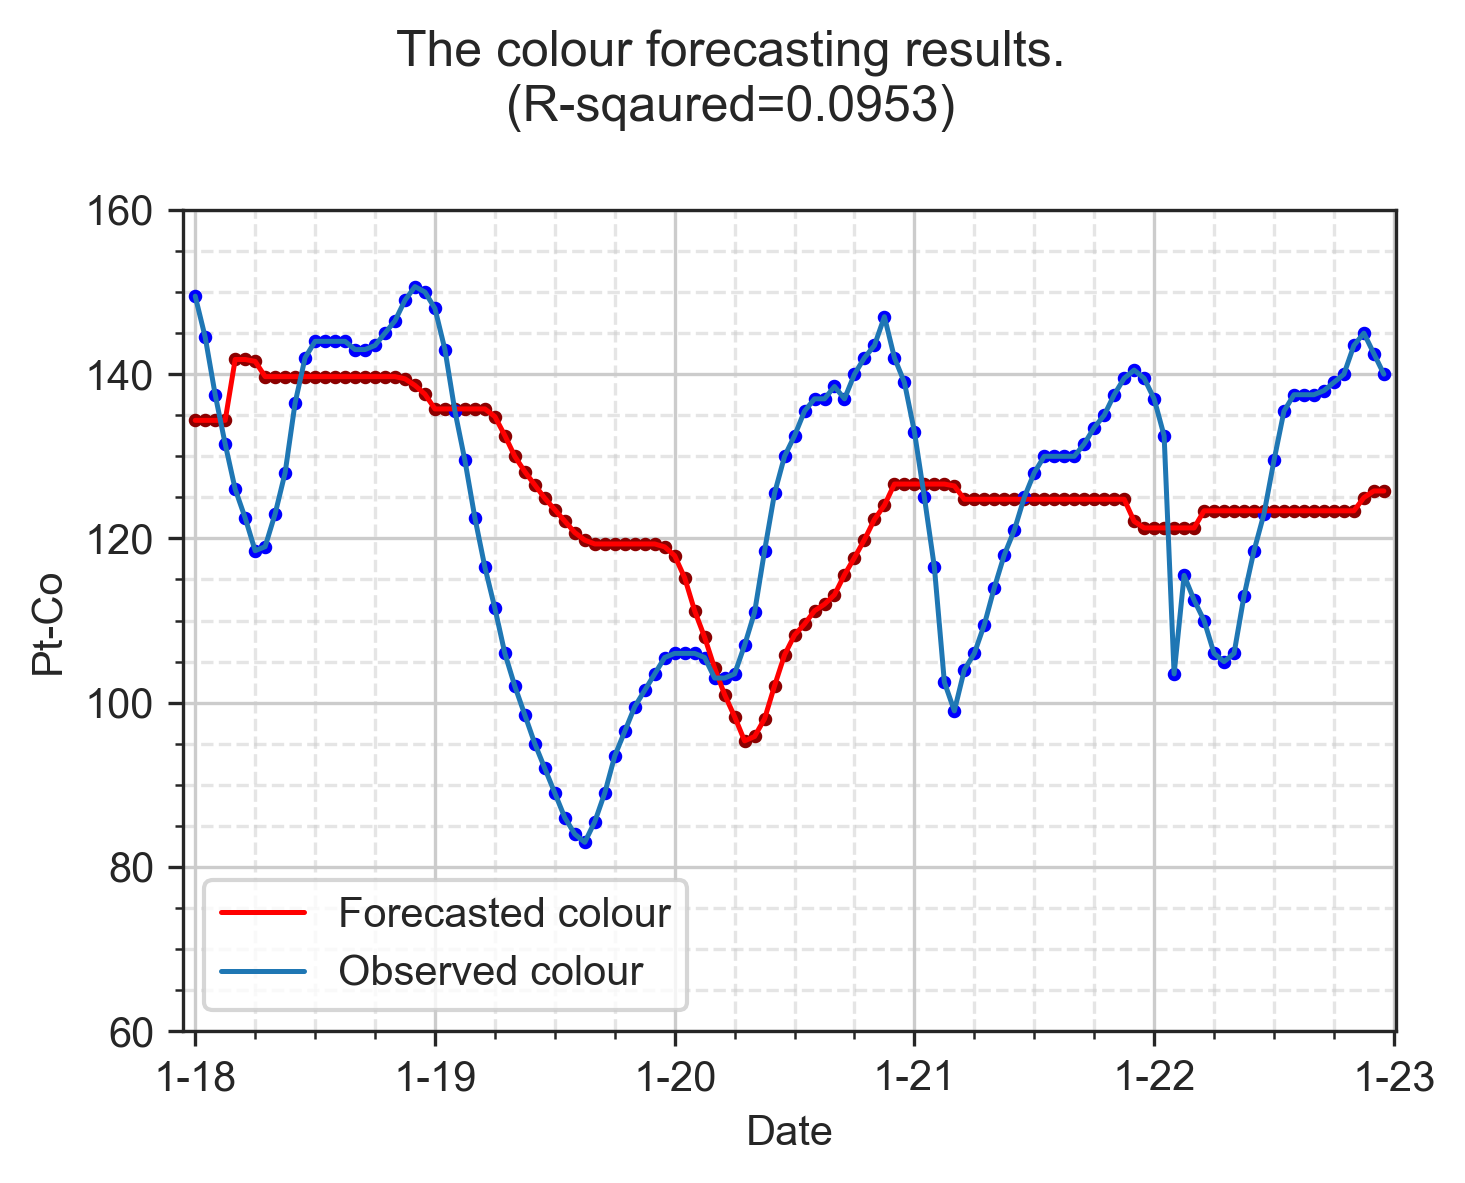 The colour forecasting results.
(R-sqaured=0.0953)
160
140
120
100
80
60
Pt-Co
Forecasted colour
Observed colour
1-18 1-19 1-20 1-21 1-22 1-23
Date